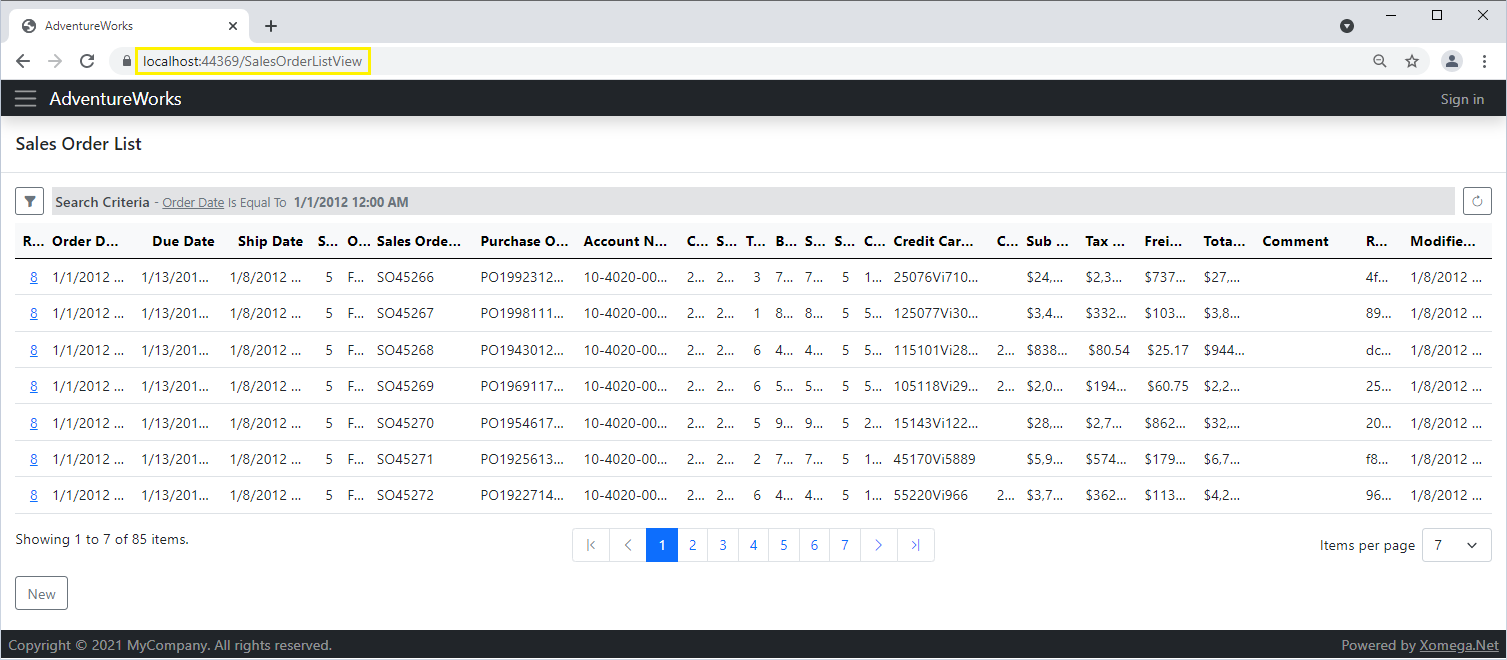 AdventureWorks
localhost:44369/SalesOrderListView
AdventureWorks Sign in
Sales Order List
Search Criteria - Order Date Is Equal To 1/1/2012 12:00 AM
R... Order D... Due Date Ship Date S... O... Sales Orde... Purchase O... Account N... C... S... T... B... S... S... C... Credit Car... C... Sub ... Tax ... Frei... Tota... Comment R... Modifie...
8 1/1/2012 ... 1/13/201... 1/8/2012 ... 5 F... SO45266 PO1992312... 10-4020-00... 2... 2... 3 7... 7... 5 1... 25076Vi710... $24,... $2,3... $737... $27,... 4f... 1/8/2012 ...
8 1/1/2012 ... 1/13/201... 1/8/2012 ... 5 F... SO45267 PO1998111... 10-4020-00... 2... 2... 1 8... 8... 5 5... 125077Vi30... $3,4... $332... $103... $3,8... 89... 1/8/2012 ...
8 1/1/2012 ... 1/13/201... 1/8/2012 ... 5 F... SO45268 PO1943012... 10-4020-00... 2... 2... 6 4... 4... 5 5... 115101Vi28... 2... $838... $80.54 $25.17 $944... dc... 1/8/2012 ...
8 1/1/2012 ... 1/13/201... 1/8/2012 ... 5 F... SO45269 PO1969117... 10-4020-00... 2... 2... 6 5... 5... 5 5... 105118Vi29... 2... $2,0... $194... $60.75 $2,2... 25... 1/8/2012 ...
8 1/1/2012 ... 1/13/201... 1/8/2012 ... 5 F... SO45270 PO1954617... 10-4020-00... 2... 2... 5 9... 9... 5 2... 15143Vi122... $28,... $2,7... $862... $32,... 20... 1/8/2012 ...
8 1/1/2012 ... 1/13/201... 1/8/2012 ... 5 F... SO45271 PO1925613... 10-4020-00... 2... 2... 2 7... 7... 5 1... 45170Vi5889 $5,9... $574... $179... $6,7... f8... 1/8/2012 ...
8 1/1/2012 ... 1/13/201... 1/8/2012 ... 5 F... SO45272 PO1922714... 10-4020-00... 2... 2... 6 4... 4... 5 1... 55220Vi966 2... $3,7... $362... $113... $4,2... 96... 1/8/2012 ...
Showing 1 to 7 of 85 items. 1 2 3 4 5 6 7 Items per page 7
New
Copyright © 2021 MyCompany. All rights reserved. Powered by Xomega.Net